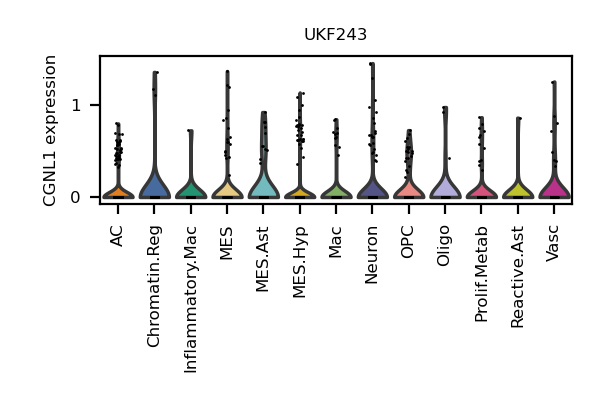 UKF243
CGNL1 expression
1
0
AC
Chromatin.Reg
Inflammatory.Mac
MES
MES.Ast
MES.Hyp
Mac
Neuron
OPC
Oligo
Prolif.Metab
Reactive.Ast
Vasc